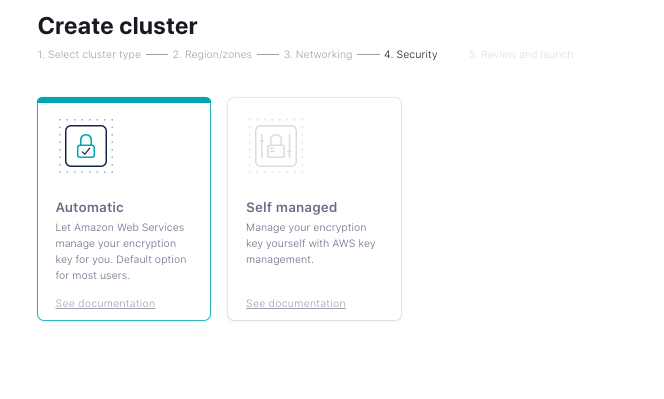 Create cluster
1. Select cluster type 2. Region/zones 3. Networking 4. Security 5. Review and launch
Automatic
Let Amazon Web Services
manage your encryption
key for you. Default option
for most users.
See documentation
Self managed
Manage your encryption
key yourself with AWS key
management.
See documentation